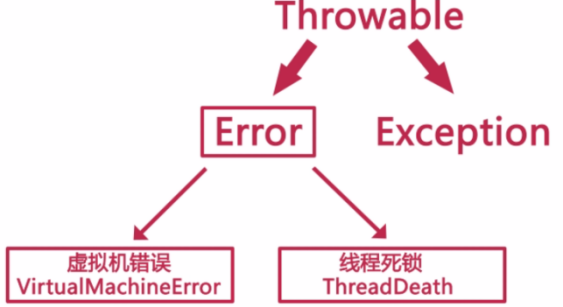 Throwable
Error
Exception
虚拟机错误
VirtualMachineError
线程死锁
ThreadDeath